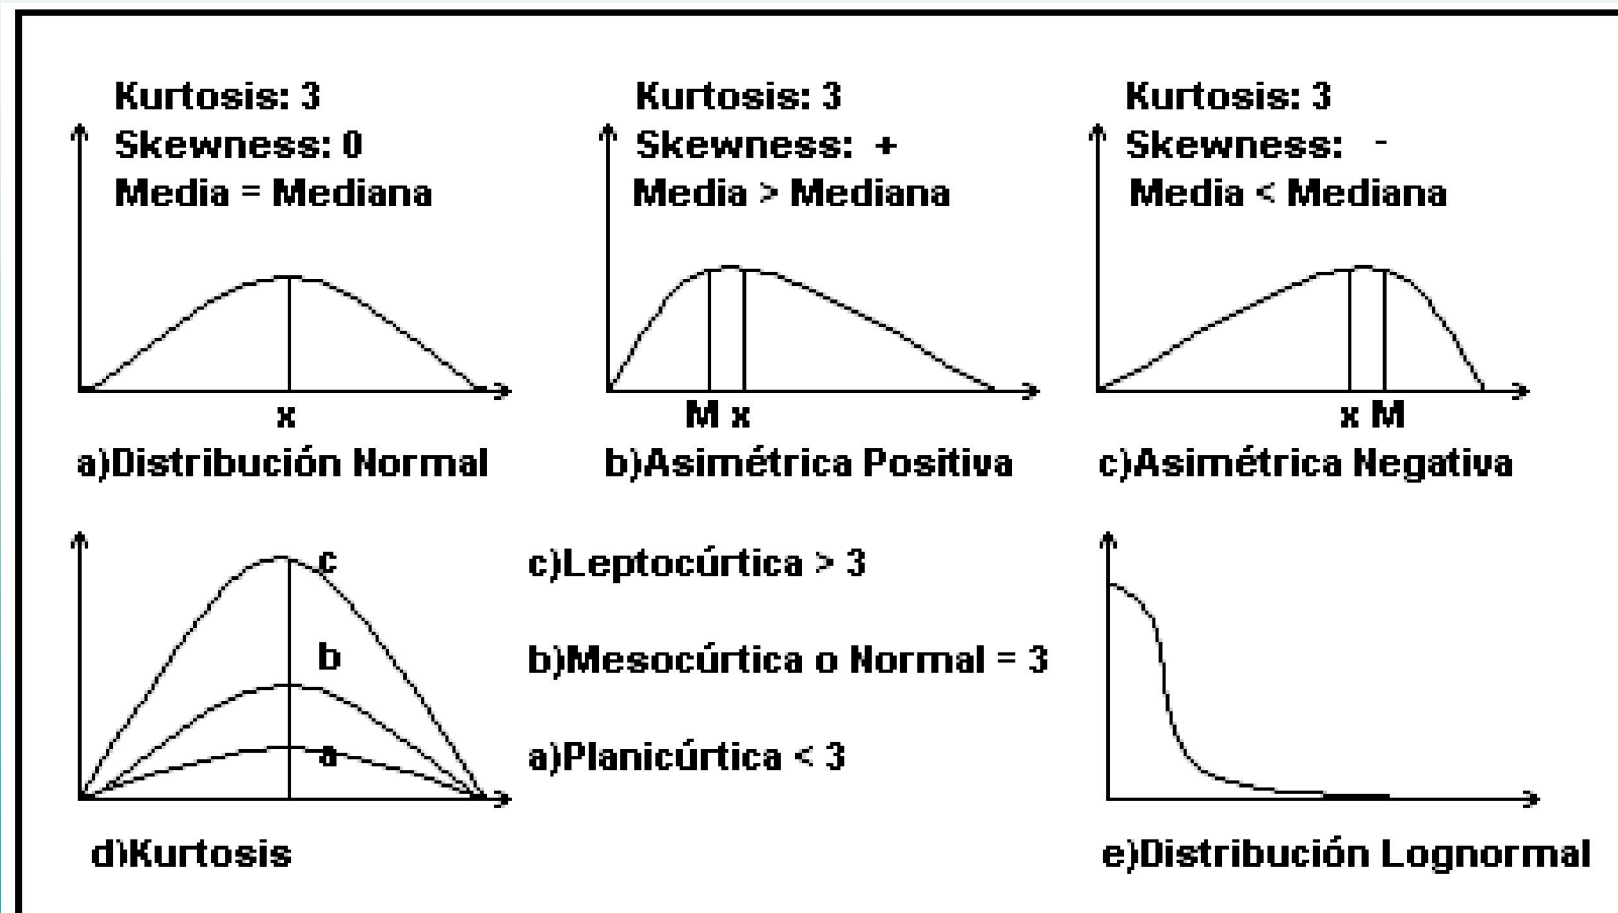 Kurtosis: 3
Skewness: 0
Media = Mediana
x
a)Distribución Normal
Kurtosis: 3
Skewness: +
Media > Mediana
M x
b)Asimétrica Positiva
Kurtosis: 3
Skewness: -
Media < Mediana
x M
c)Asimétrica Negativa
c
b
a
d)Kurtosis
c)Leptocúrtica > 3
b)Mesocúrtica o Normal = 3
a)Planicúrtica < 3
e)Distribución Lognormal